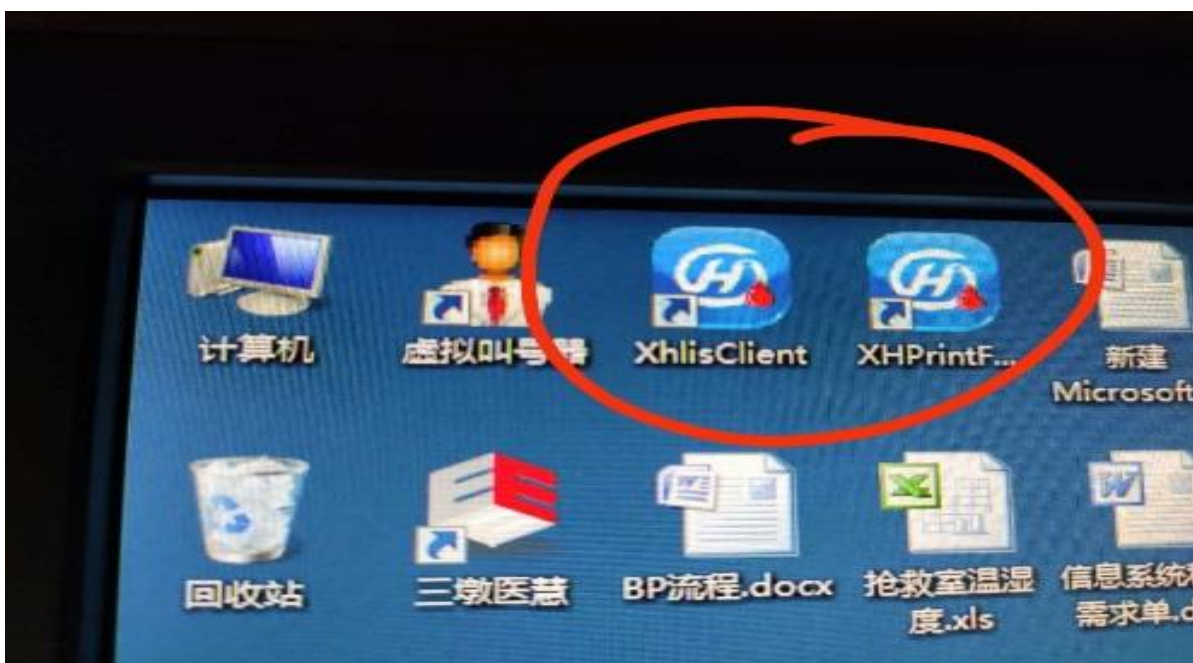 计算机
虚拟叫号器
XhlisClient
XHPrintF...
新建
Microsoft
回收站
三墩医慧
BP流程.docx
抢救室温湿
度.xls
信息系统
需求单.d